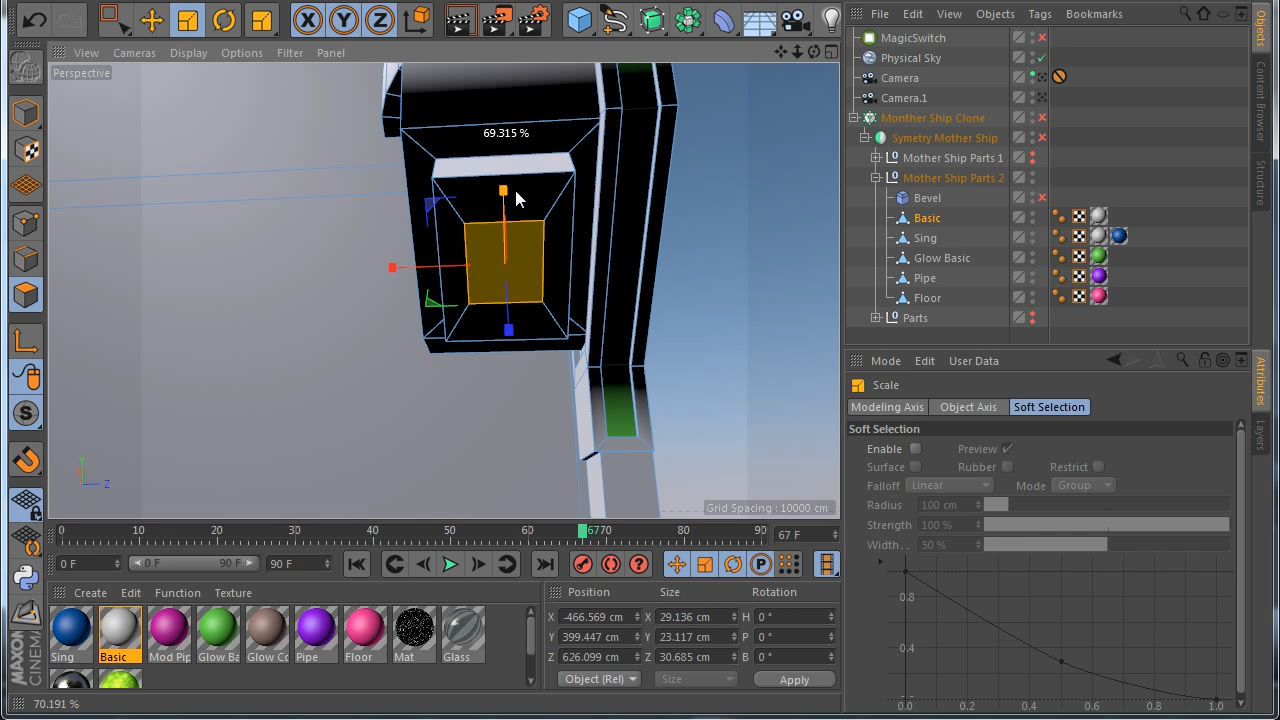 File Edit View Objects Tags Bookmarks
View Cameras Display Options Filter Panel
Perspective
69.315 %
Y
Z
Grid Spacing : 10000 cm
MagicSwitch
Physical Sky
Camera
Camera.1
Monther Ship Clone
Symetry Mother Ship
Mother Ship Parts 1
Mother Ship Parts 2
Bevel
Basic
Sing
Glow Basic
Pipe
Floor
Parts
Objects
Content Browser
Structure
Mode Edit User Data
Scale
Modeling Axis Object Axis Soft Selection
Soft Selection
Enable Preview
Surface Rubber Restrict
Falloff Linear Mode Group
Radius 100 cm
Strength 100 %
Width.. 50 %
0.8
0.4
0.0 0.2 0.4 0.6 0.8 1.0
Attributes
Layers
0 10 20 30 40 50 6770 80 90 67 F
0 F 0 F 90 F 90 F
Create Edit Function Texture
Sing Basic Mod Pip Glow Ba Glow Co Pipe Floor Mat Glass
Position Size Rotation
X -466.569 cm X 29.136 cm H 0 °
Y 399.447 cm Y 23.117 cm P 0 °
Z 626.099 cm Z 30.685 cm B 0 °
Object (Rel) Size Apply
MAXON
CINEMA
70.191 %